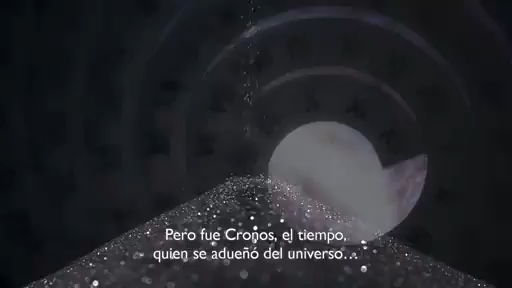 Pero fue Cronos, el tiempo,
quien se adueñó del universo...